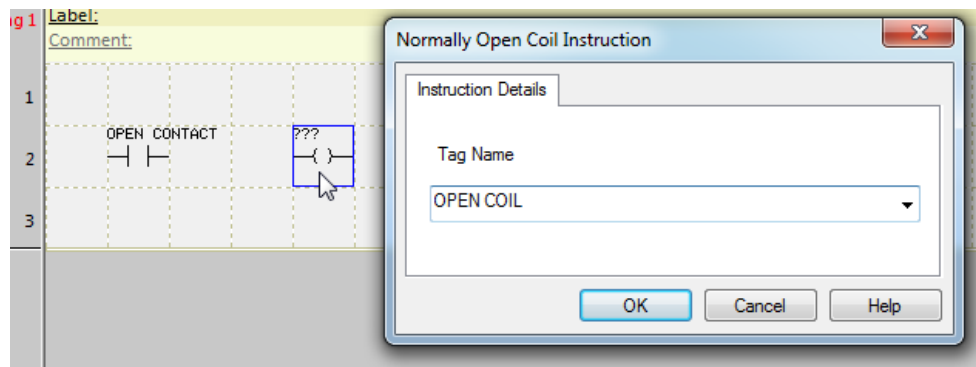 Label:
Comment:
1
2
3
OPEN CONTACT
???
Normally Open Coil Instruction
Instruction Details
Tag Name
OPEN COIL
OK
Cancel
Help